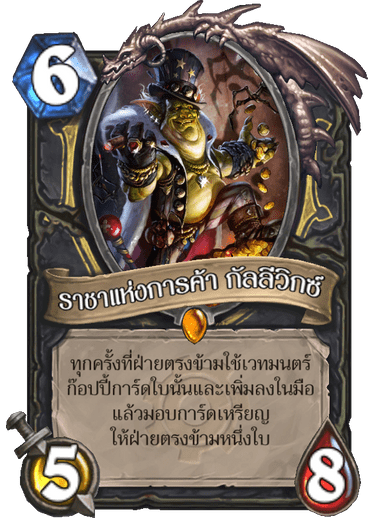 6
ราชาแห่งการค้า กัลลีวิกซ์
ทุกครั้งที่ฝ่ายตรงข้ามใช้เวทมนตร์
ก๊อปปี้การ์ดใบนั้นและเพิ่มลงในมือ
แล้วมอบการ์ดเหรียญ
ให้ฝ่ายตรงข้ามหนึ่งใบ
5
8